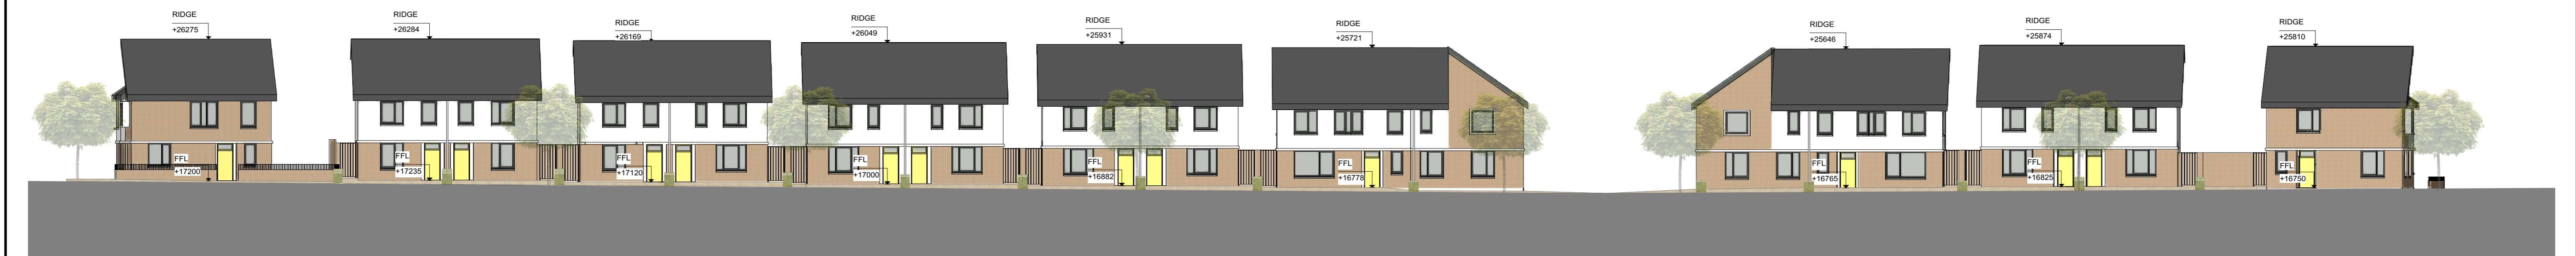 RIDGE
+26275
RIDGE
+26284
RIDGE
+26169
RIDGE
+26049
RIDGE
+25931
RIDGE
+25721
RIDGE
+25646
RIDGE
+25874
RIDGE
+25810
FFL
+17200
FFL
+17235
FFL
+17120
FFL
+17000
FFL
+16882
FFL
+16778
FFL
+16765
FFL
+16825
FFL
+16750